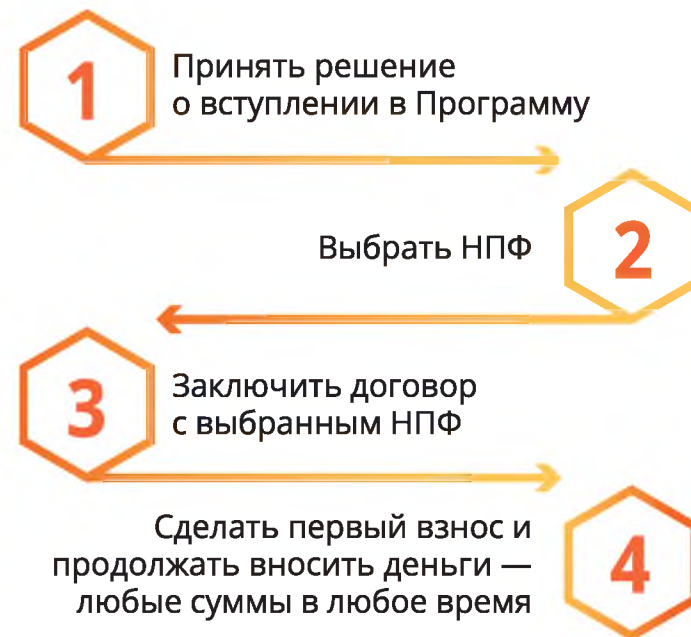 1
Принять решение
о вступлении в Программу
Выбрать НПФ
2
3
Заключить договор
с выбранным НПФ
Сделать первый взнос и
продолжать вносить деньги —
любые суммы в любое время
4